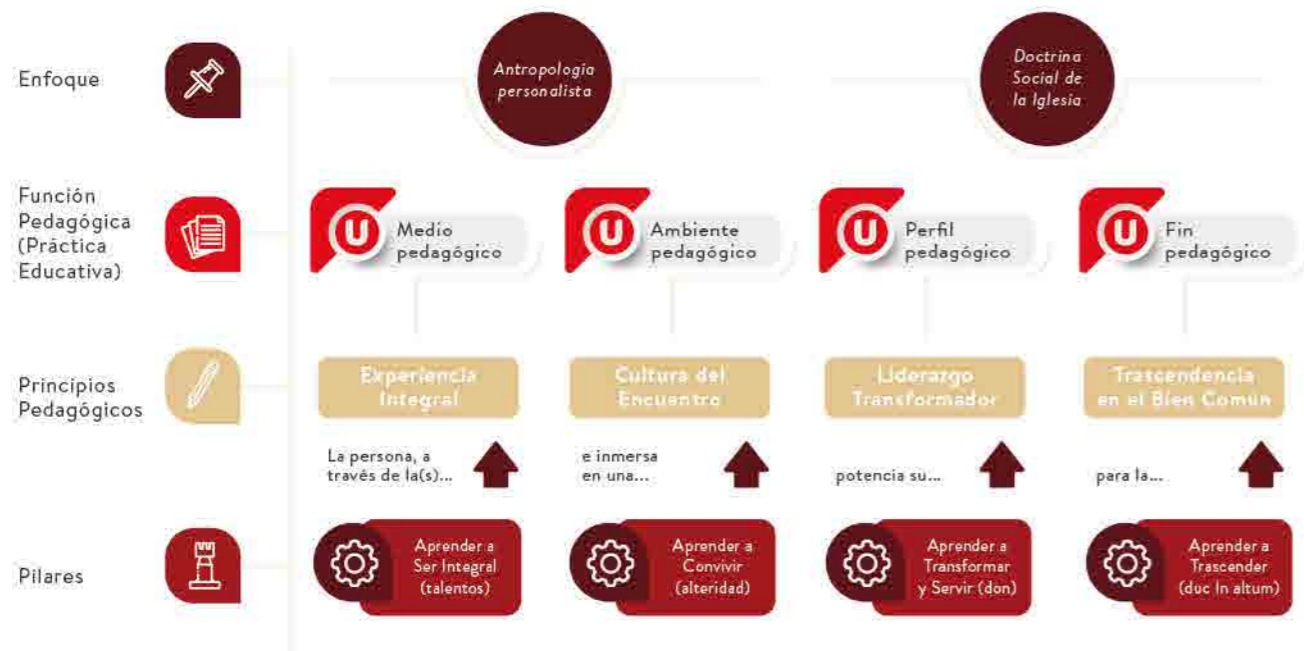 Enfoque
Antropología
personalista
Doctrina
Social de
la Iglesia
Función
Pedagógica
(Práctica
Educativa)
U
Medio
pedagógico
U
Ambiente
pedagógico
U
Perfil
pedagógico
U
Fin
pedagógico
Principios
Pedagógicos
Experiencia
Integral
Cultura del
Encuentro
Liderazgo
Transformador
Trascendencia
en el Bien Común
La persona, a
través de la(s)...
e inmersa
en una...
potencia su...
para la...
Pilares
Aprender a
Ser Integral
(talentos)
Aprender a
Convivir
(alteridad)
Aprender a
Transformar
y Servir (don)
Aprender a
Trascender
(duc In altum)